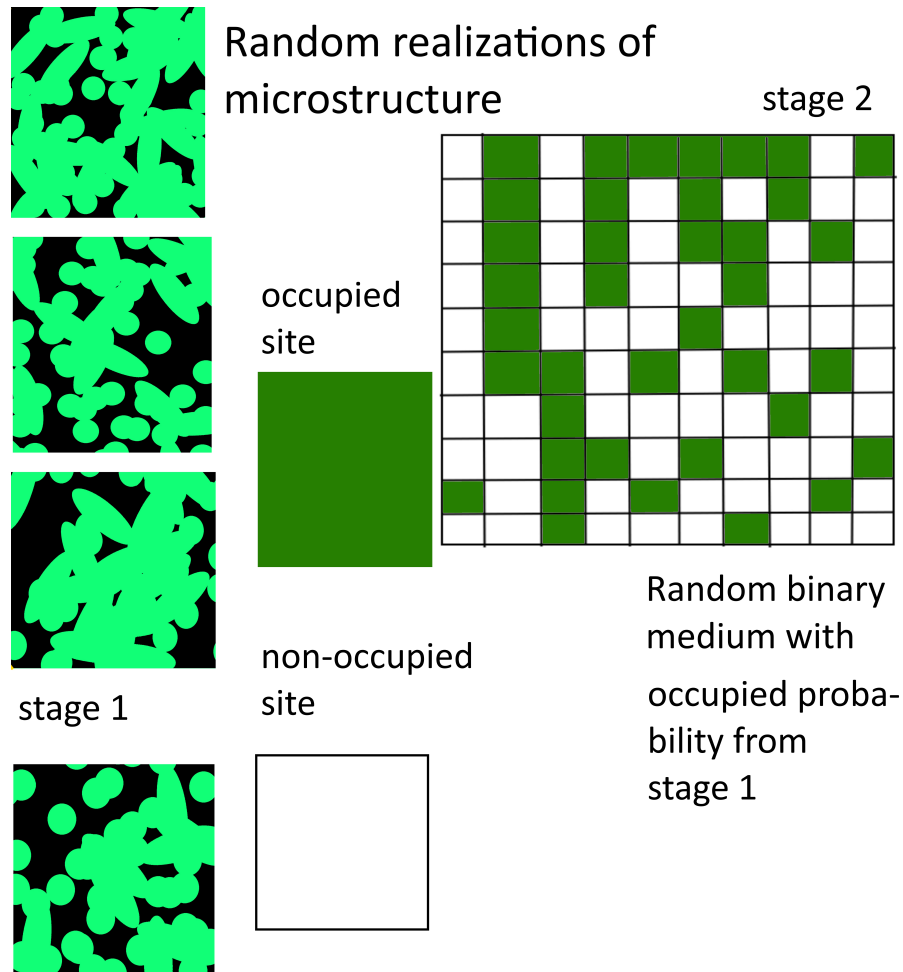 Random realizations of
microstructure
stage 2
occupied
site
non-occupied
site
stage 1
Random binary
medium with
occupied proba-
bility from
stage 1